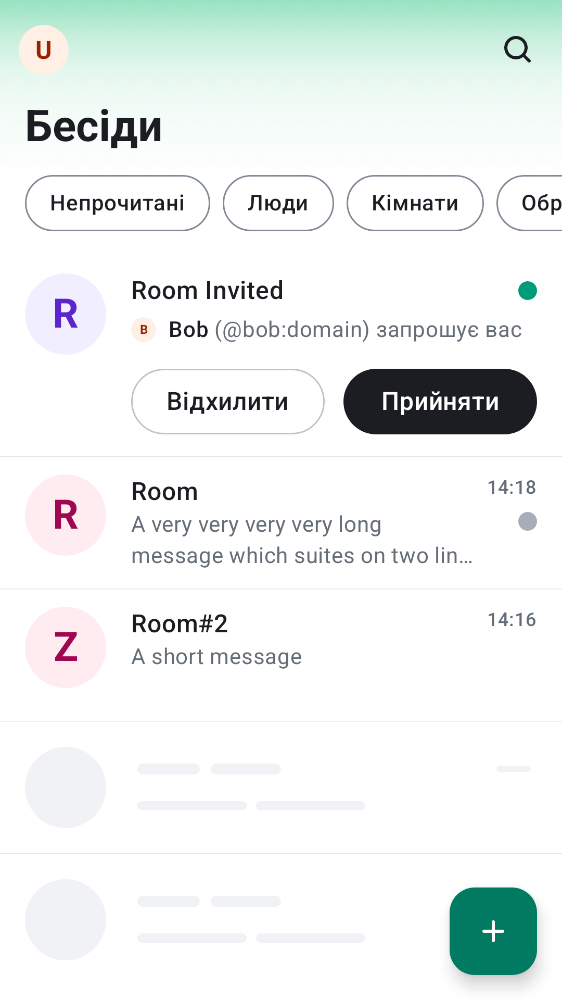 U
Бесіди
Непрочитані
Люди
Кімнати
Обр
R
Room Invited
B Bob (@bob:domain) запрошує вас
Відхилити
Прийняти
R
Room
14:18
A very very very very long
message which suites on two lin…
Z
Room#2
14:16
A short message